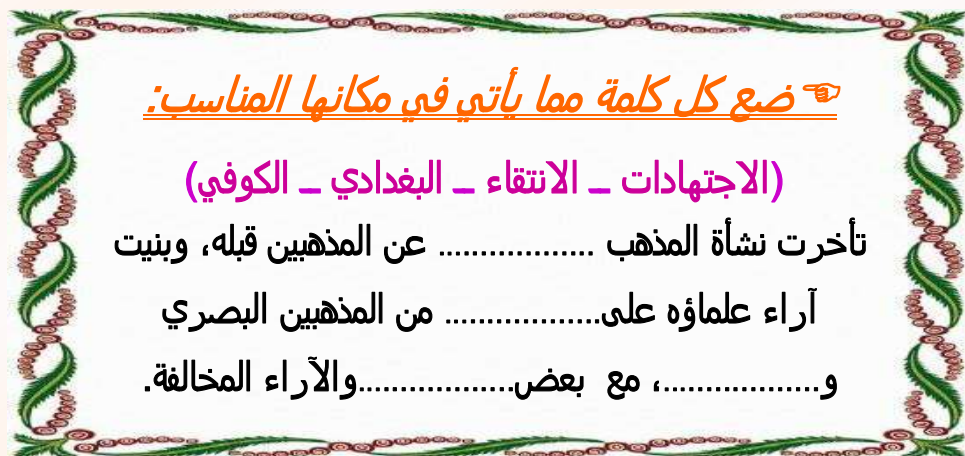 ☜ ضع كل كلمة مما يأتي في مكانها المناسب:
(الاجتهادات – الانتقاء – البغدادي – الكوفي)
تأخرت نشأة المذهب .................. عن المذهبين قبله، وبنيت
آراء علماؤه على.................. من المذهبين البصري
و..................، مع بعض..................والآراء المخالفة.